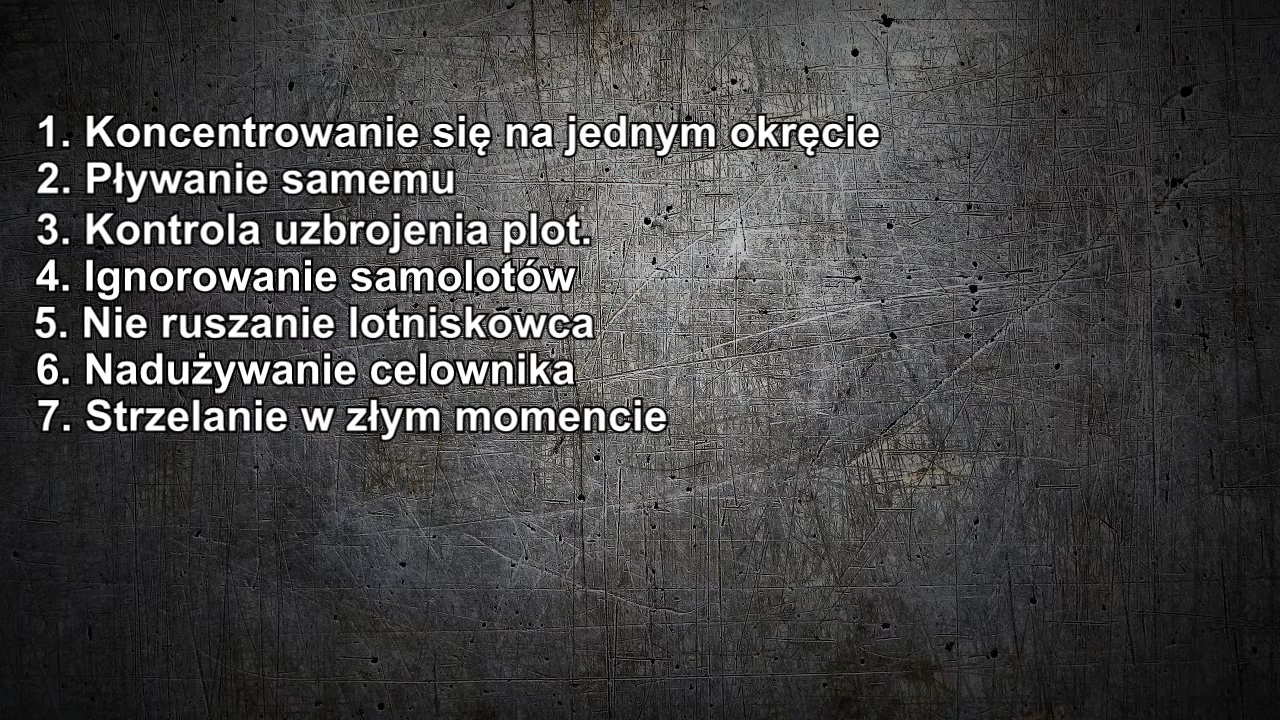 1. Koncentrowanie się na jednym okręcie
2. Pływanie samemu
3. Kontrola uzbrojenia plot.
4. Ignorowanie samolotów
5. Nie ruszanie lotniskowca
6. Nadużywanie celownika
7. Strzelanie w złym momencie